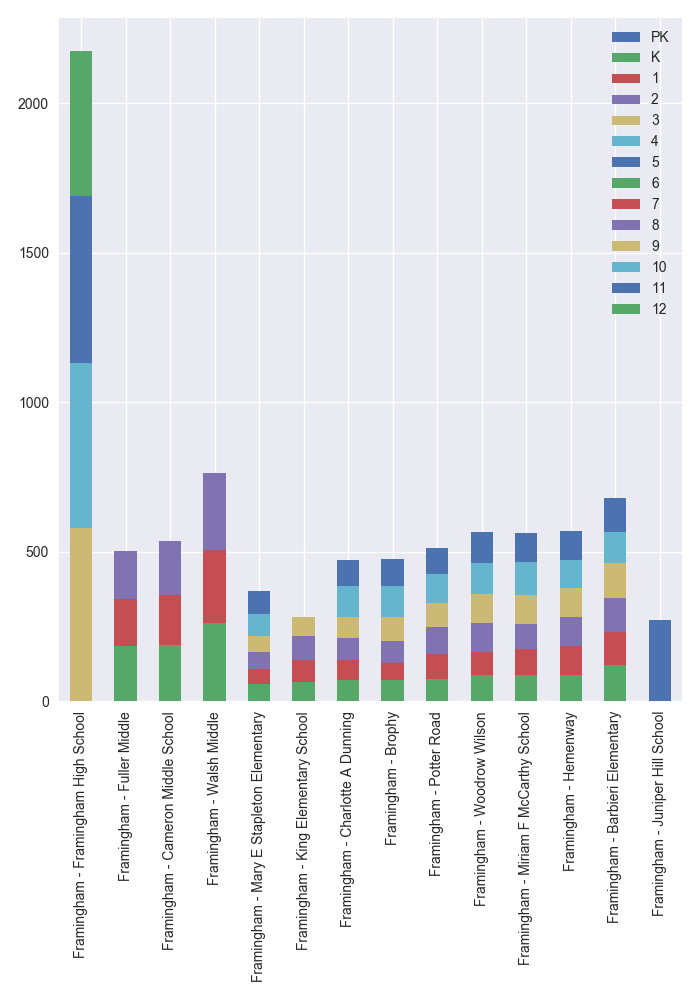 2000
1500
1000
500
0
PK
K
1
2
3
4
5
6
7
8
9
10
11
12
Framingham - Framingham High School
Framingham - Fuller Middle
Framingham - Cameron Middle School
Framingham - Walsh Middle
Framingham - Mary E Stapleton Elementary
Framingham - King Elementary School
Framingham - Charlotte A Dunning
Framingham - Brophy
Framingham - Potter Road
Framingham - Woodrow Wilson
Framingham - Miriam F McCarthy School
Framingham - Hemenway
Framingham - Barbieri Elementary
Framingham - Juniper Hill School